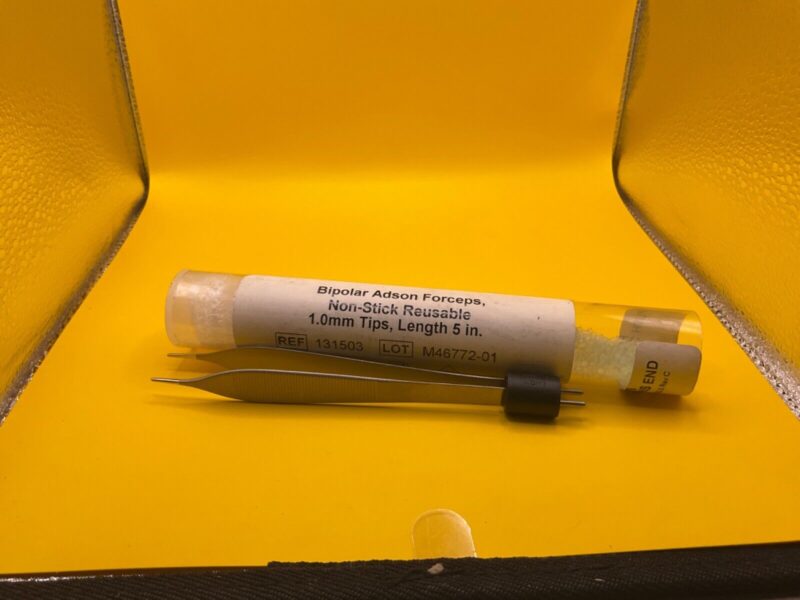 Bipolar Adson Forceps,
Non-Stick Reusable
1.0mm Tips, Length 5 in.
REF 131503 LOT M46772-01
END